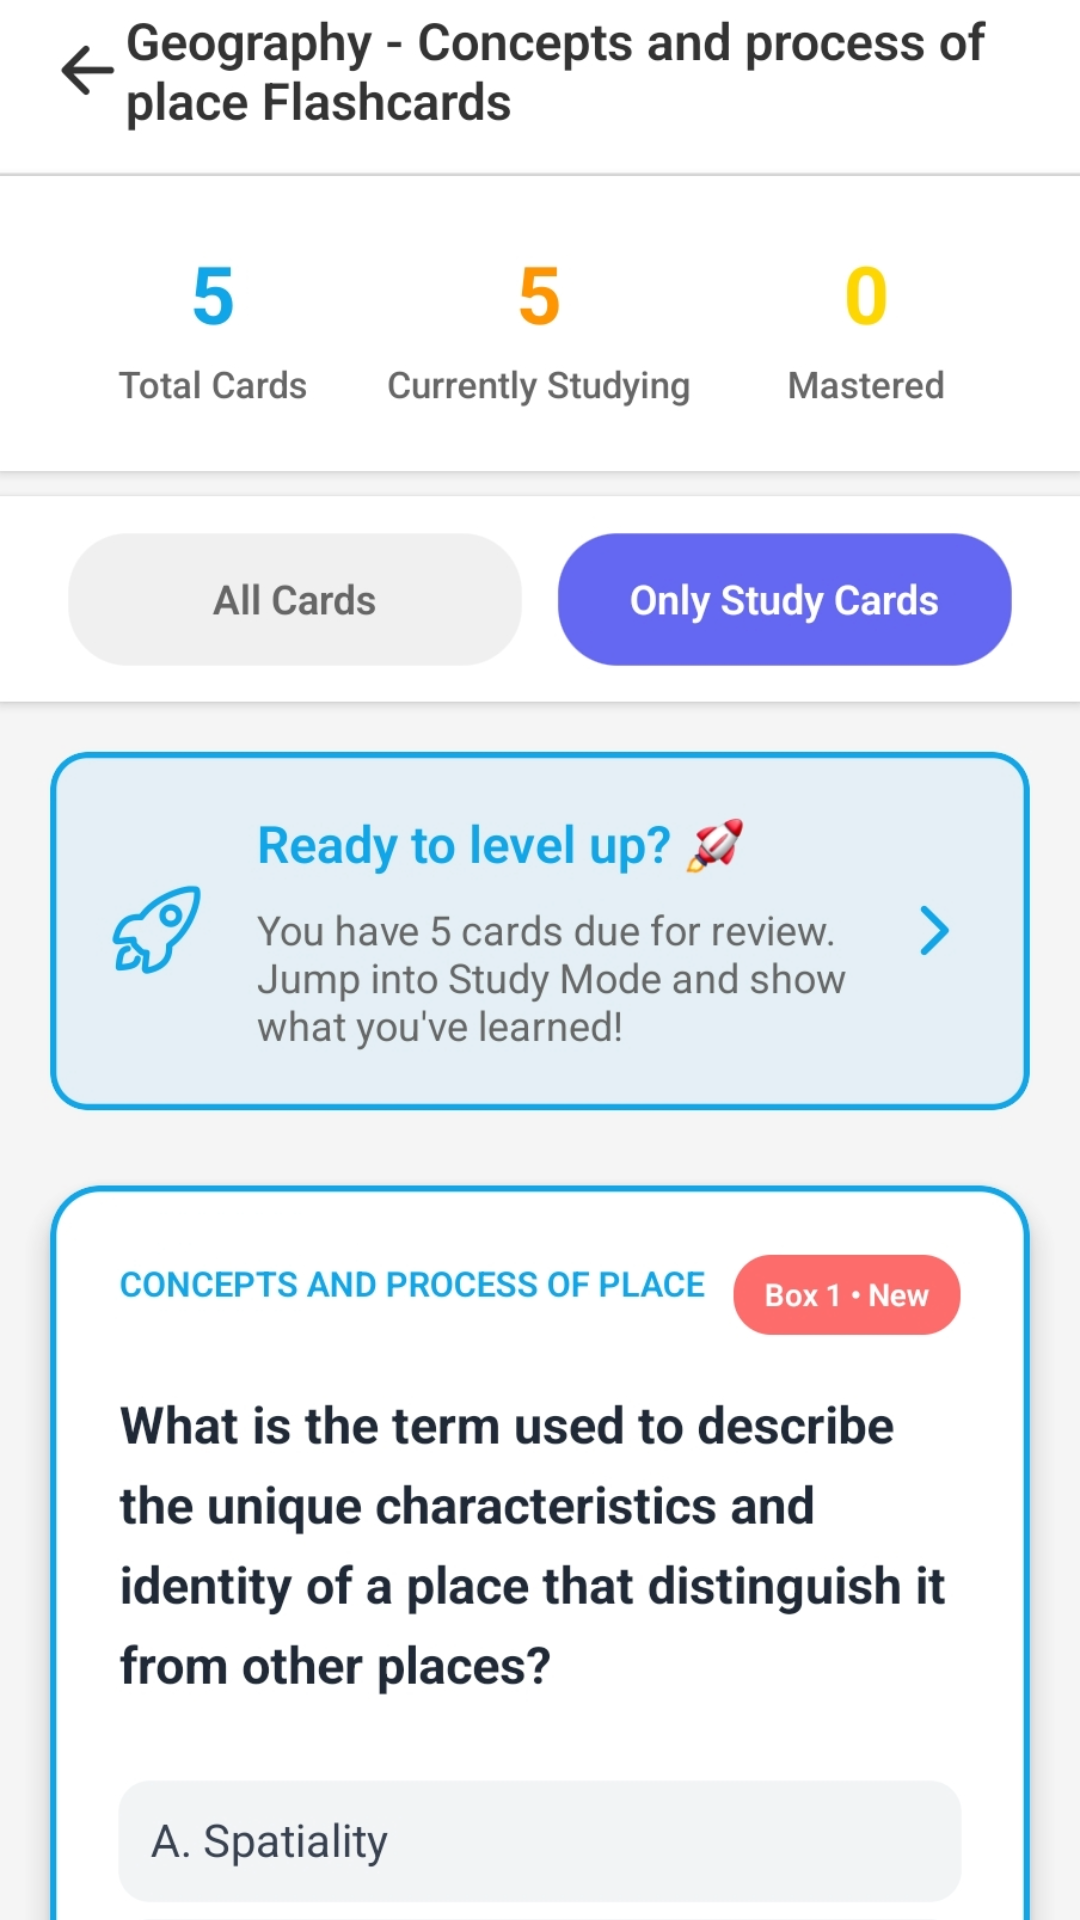 Geography - Concepts and process of
place Flashcards
5
Total Cards
5
Currently Studying
0
Mastered
All Cards
Only Study Cards
Ready to level up? 🚀
You have 5 cards due for review.
Jump into Study Mode and show
what you've learned!
CONCEPTS AND PROCESS OF PLACE
Box 1 • New
What is the term used to describe
the unique characteristics and
identity of a place that distinguish it
from other places?
A. Spatiality